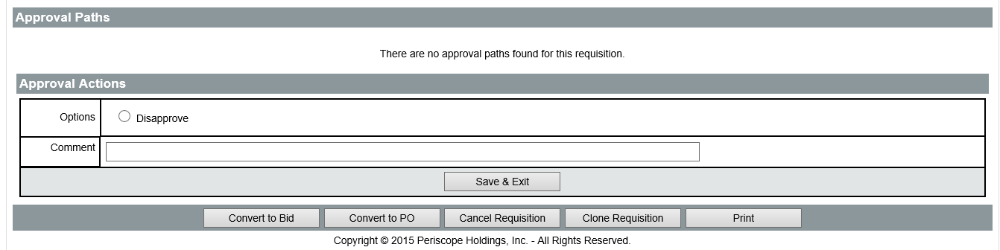 Approval Paths
There are no approval paths found for this requisition.
Approval Actions
Options Disapprove
Comment
Save & Exit
Convert to Bid Convert to PO Cancel Requisition Clone Requisition Print
Copyright © 2015 Periscope Holdings, Inc. - All Rights Reserved.